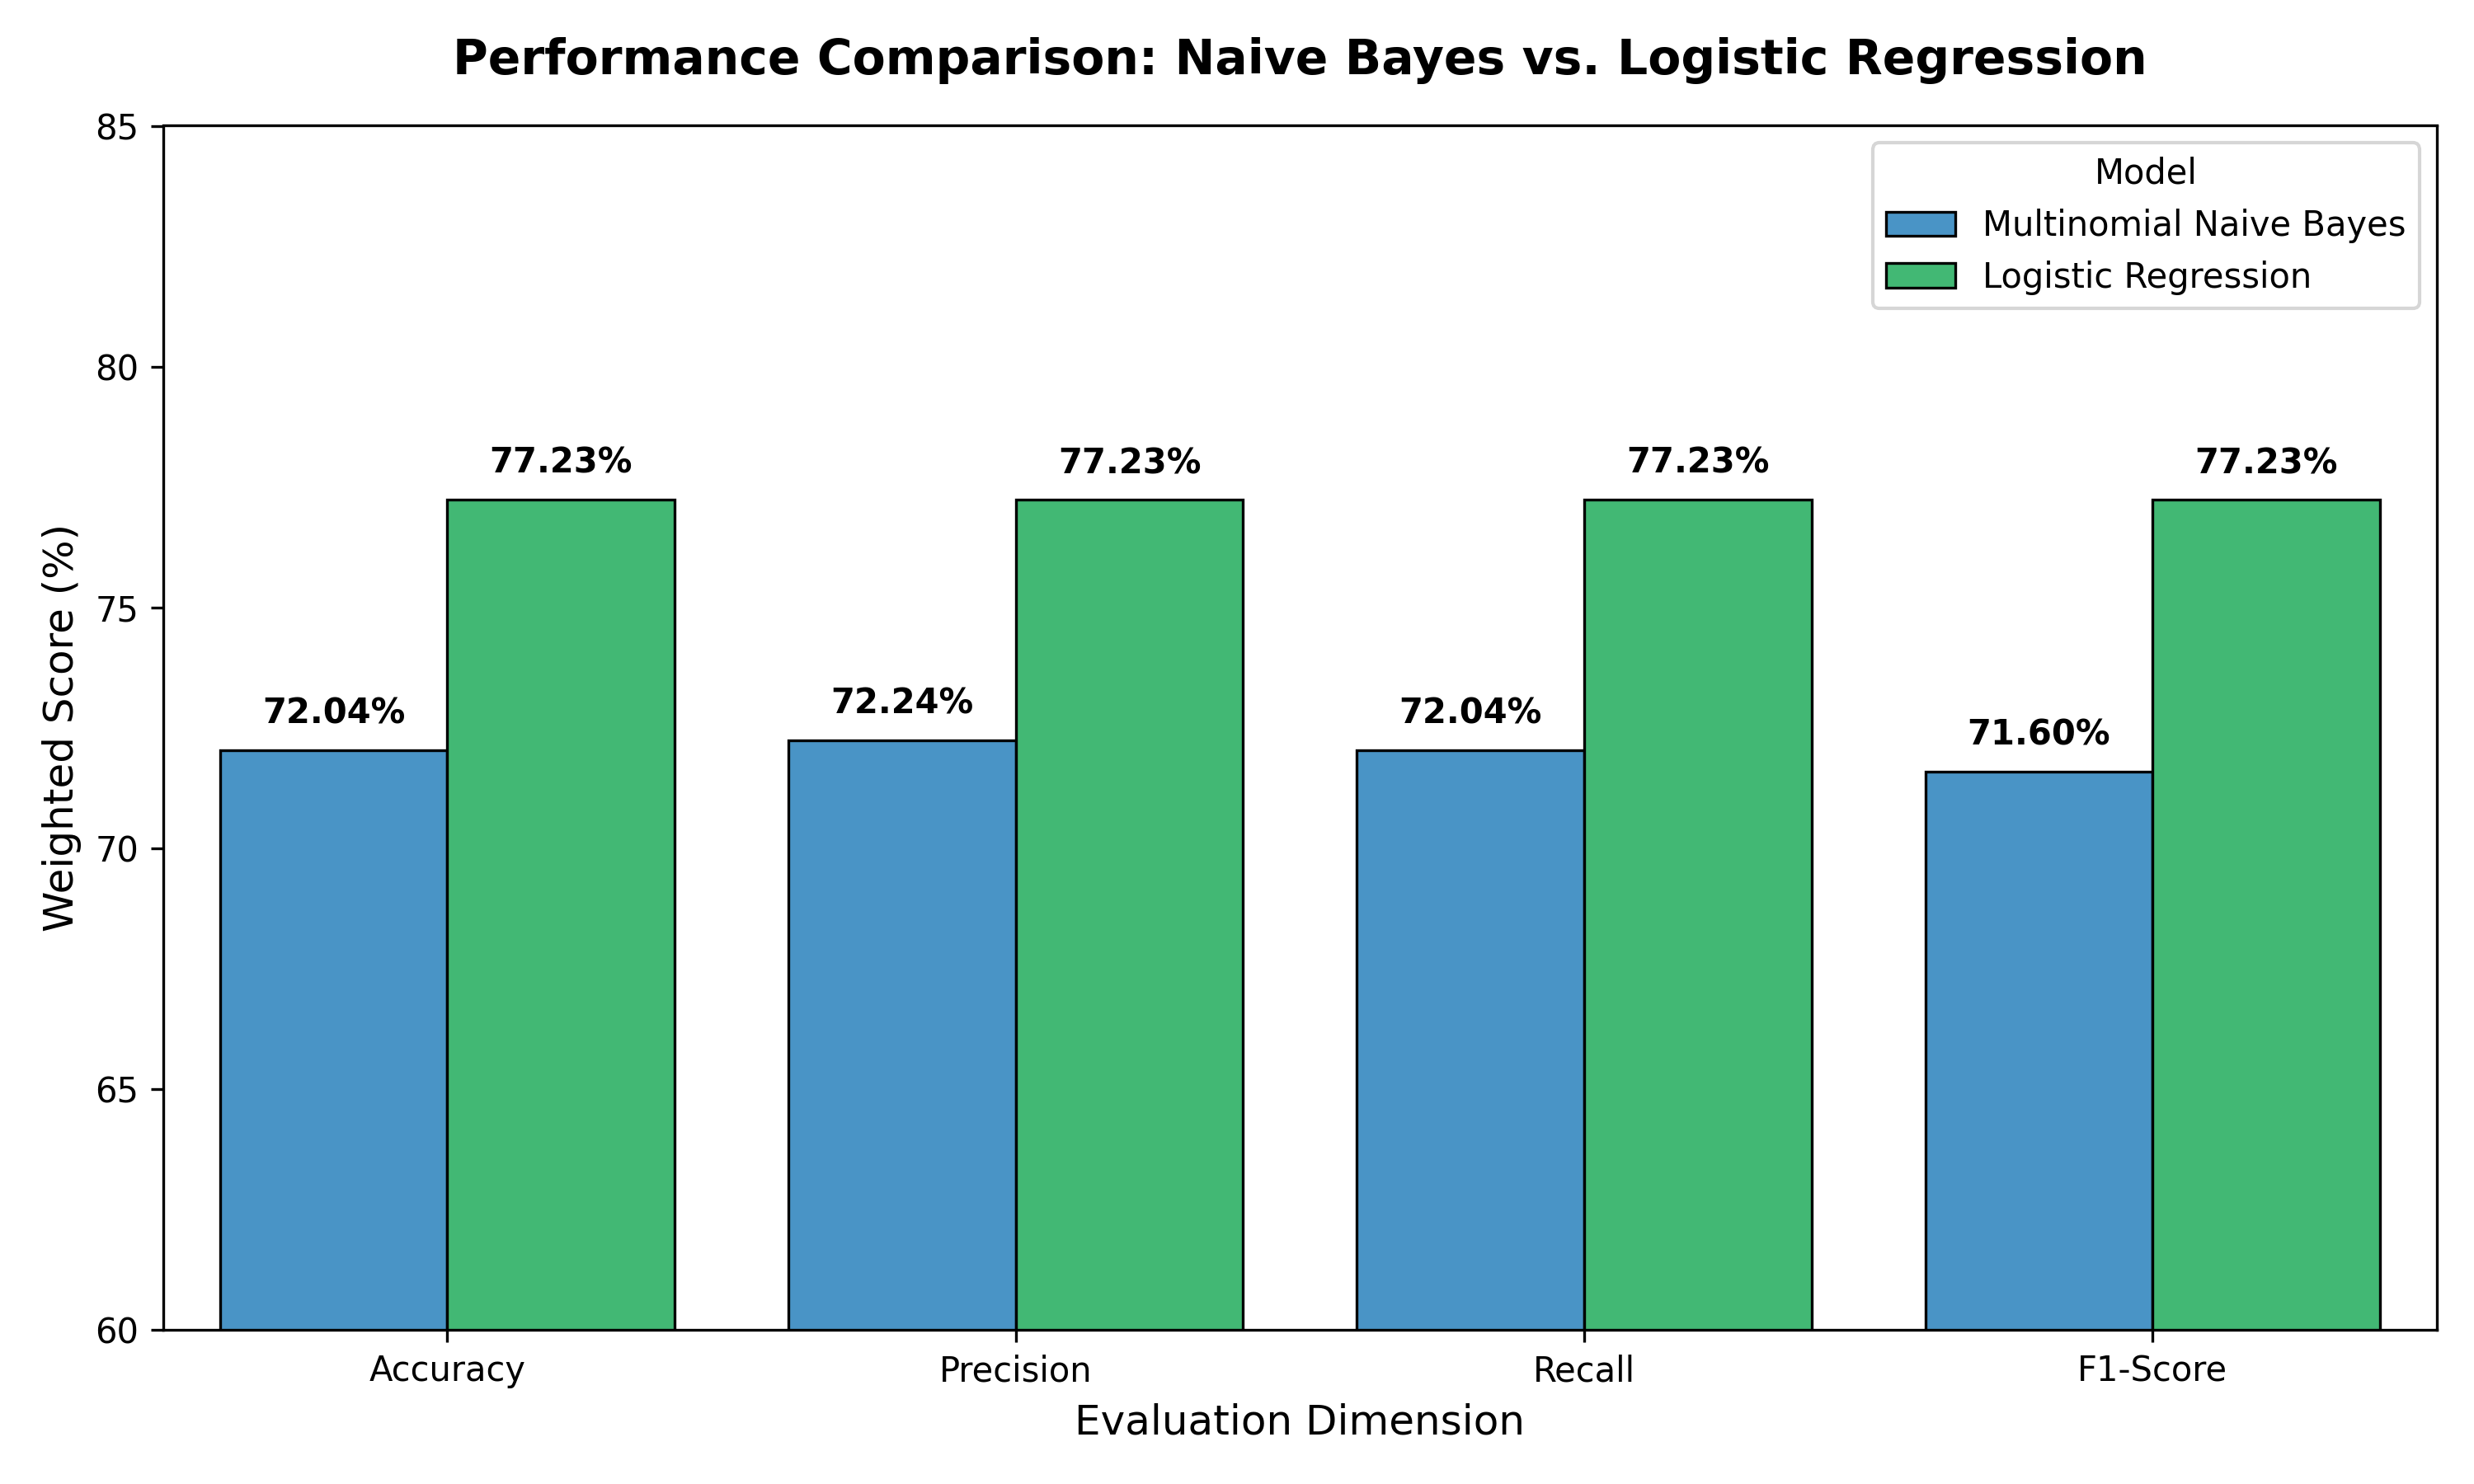 Performance Comparison: Naive Bayes vs. Logistic Regression
85
80
75
70
65
60
Weighted Score (%)
Model
Multinomial Naive Bayes
Logistic Regression
77.23%
77.23%
77.23%
77.23%
72.04%
72.24%
72.04%
71.60%
Accuracy
Precision
Recall
F1-Score
Evaluation Dimension